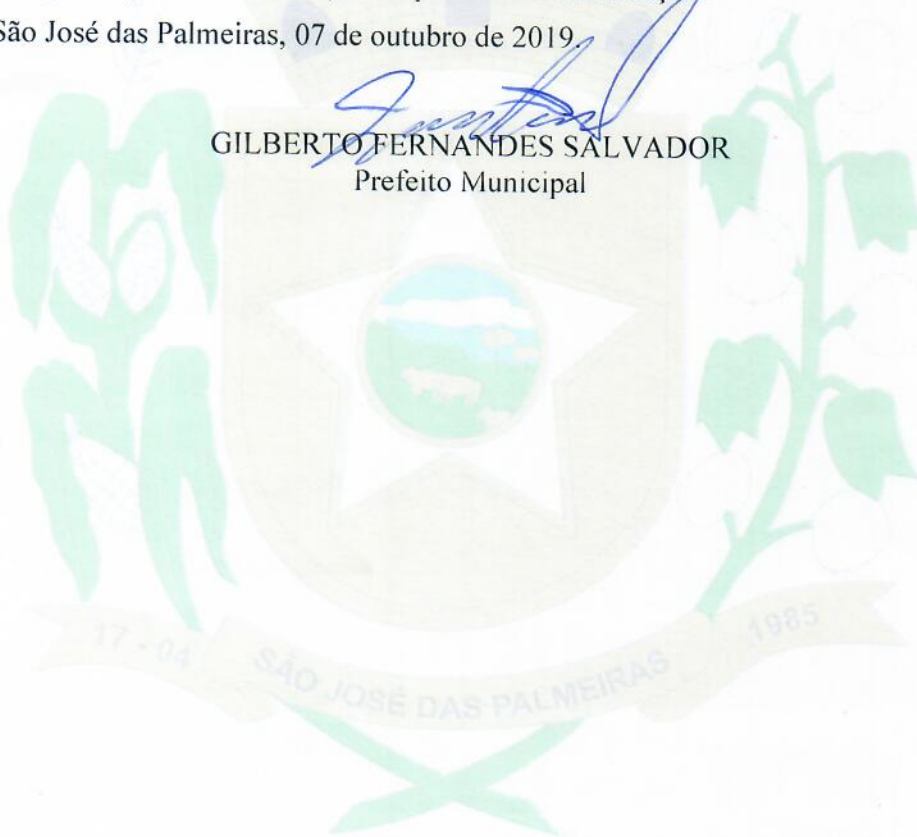 São José das Palmeiras, 07 de outubro de 2019.
GILBERTO FERNANDES SALVADOR
Prefeito Municipal
17 - 04
SÃO JOSÉ DAS PALMEIRAS
1985